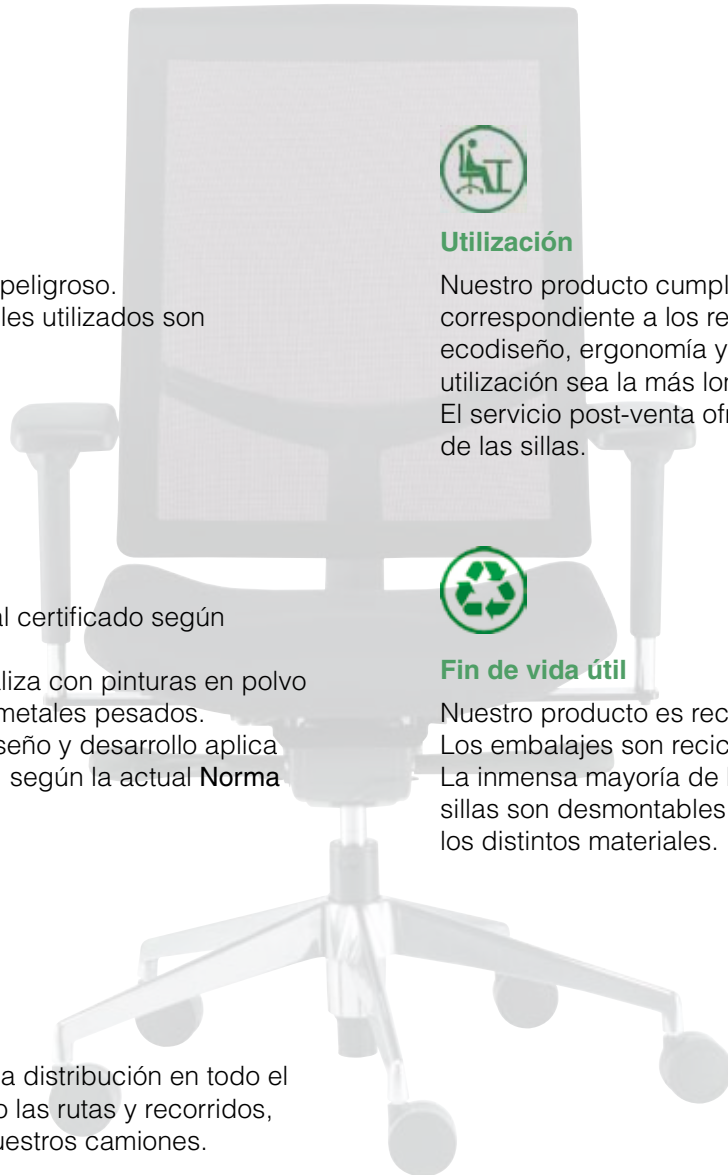 peligroso.
les utilizados son
al certificado según
liza con pinturas en polvo
metales pesados.
seño y desarrollo aplica
según la actual Norma
a distribución en todo el
o las rutas y recorridos,
uestros camiones.
Utilización
Nuestro producto cumpl
correspondiente a los re
ecodiseño, ergonomía y
utilización sea la más lon
El servicio post-venta ofr
de las sillas.
Fin de vida útil
Nuestro producto es rec
Los embalajes son recic
La inmensa mayoría de l
sillas son desmontables
los distintos materiales.